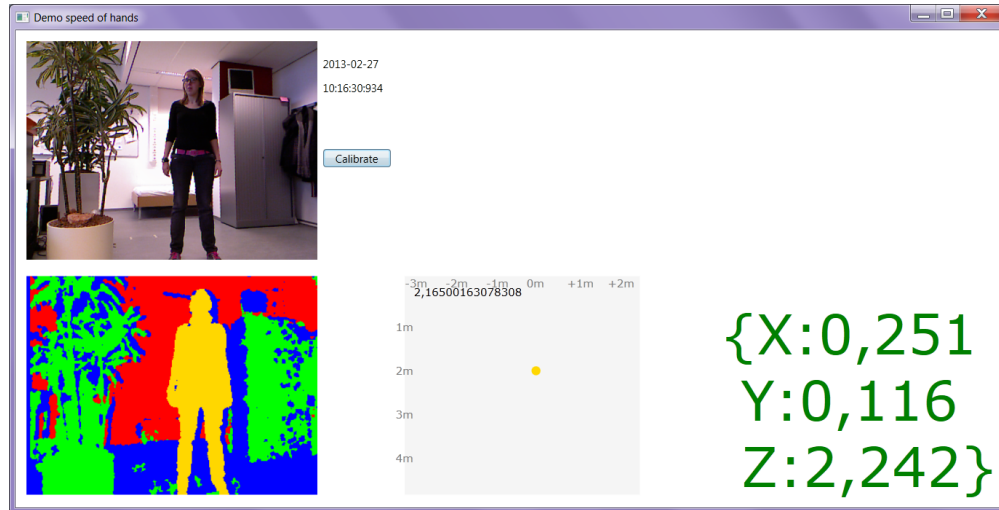 Demo speed of hands
2013-02-27
10:16:30:934
Calibrate
-3m -2m -1m 0m +1m +2m
2,16500163078308
1m
2m
3m
4m
{X:0,251
Y:0,116
Z:2,242}